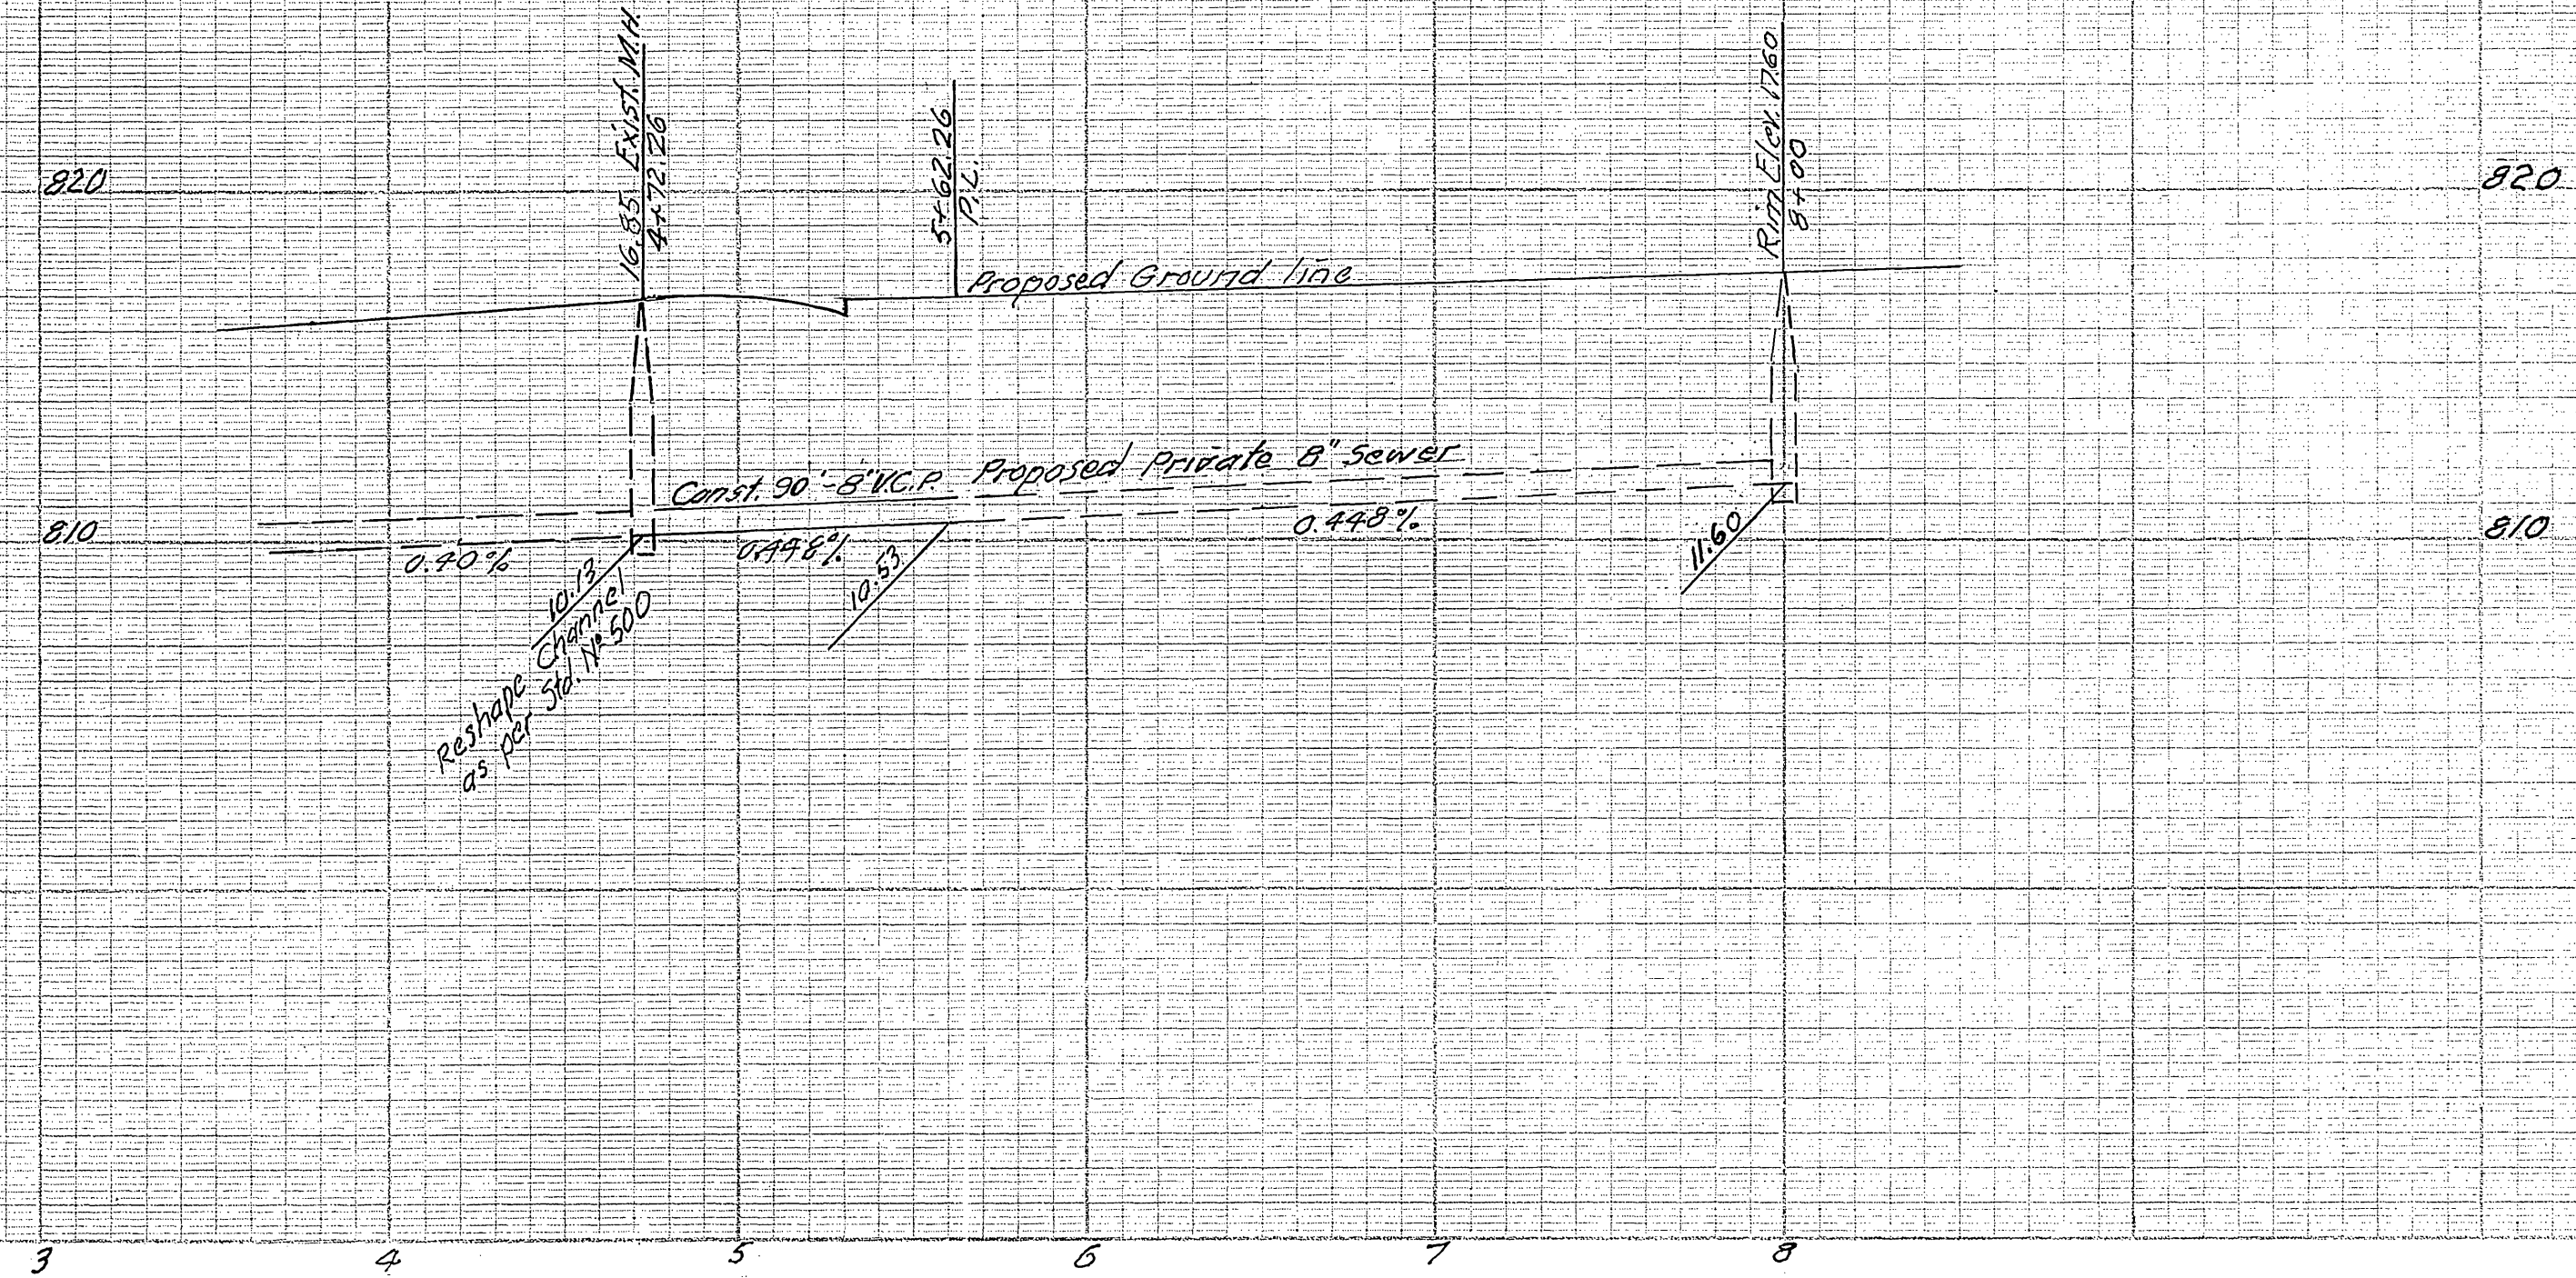 16.85 Exist. M.H.
4+72.26
5+62.26
P.L.
Rim Elev. 17.60
8+00
820
820
Proposed Ground line
Const. 90'-8" V.C.P. Proposed Private 8" Sewer
810
810
0.40%
0.448%
0.448%
10.13
10.53
11.60
Reshape Channel
as per Std. Nº 500
3
4
5
6
7
8